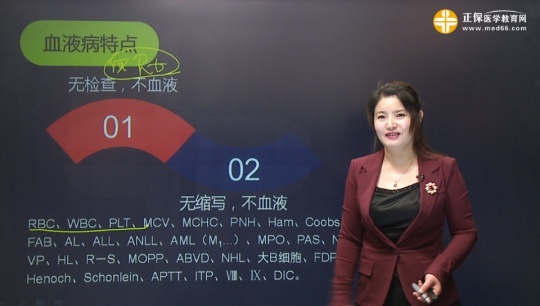 正保医学教育网
www.med66.com
血液病特点
无检查，不血液
01
02
无缩写，不血液
RBC、WBC、PLT、MCV、MCHC、PNH、Ham、Coobs
FAB、AL、ALL、ANLL、AML（M₁…）、MPO、PAS、N
VP、HL、R－S、MOPP、ABVD、NHL、大B细胞、FDP
Henoch、Schonlein、APTT、ITP、Ⅷ、Ⅸ、DIC。